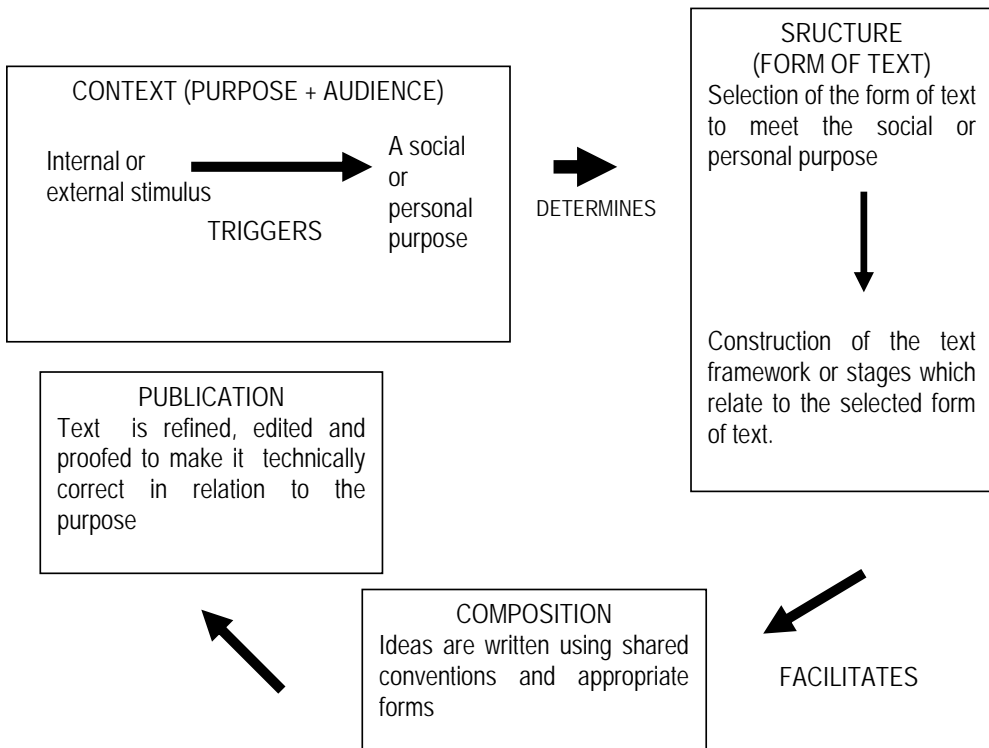 CONTEXT (PURPOSE + AUDIENCE)
Internal or
external stimulus
TRIGGERS
A social
or
personal
purpose
DETERMINES
SRUCTURE
(FORM OF TEXT)
Selection of the form of text
to meet the social or
personal purpose
Construction of the text
framework or stages which
relate to the selected form
of text.
FACILITATES
COMPOSITION
Ideas are written using shared
conventions and appropriate
forms
PUBLICATION
Text is refined, edited and
proofed to make it technically
correct in relation to the
purpose